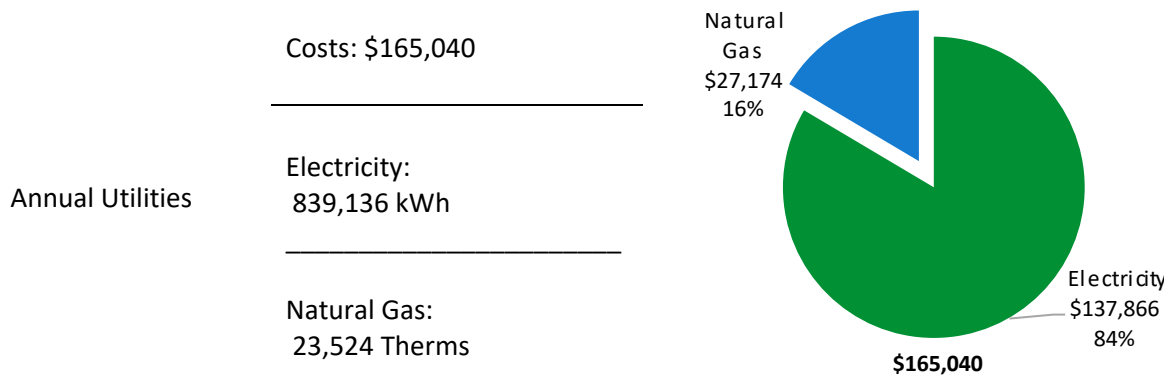 Annual Utilities
Costs: $165,040
Electricity:
839,136 kWh
Natural Gas:
23,524 Therms
Natural
Gas
$27,174
16%
Electricity
$137,866
84%
$165,040